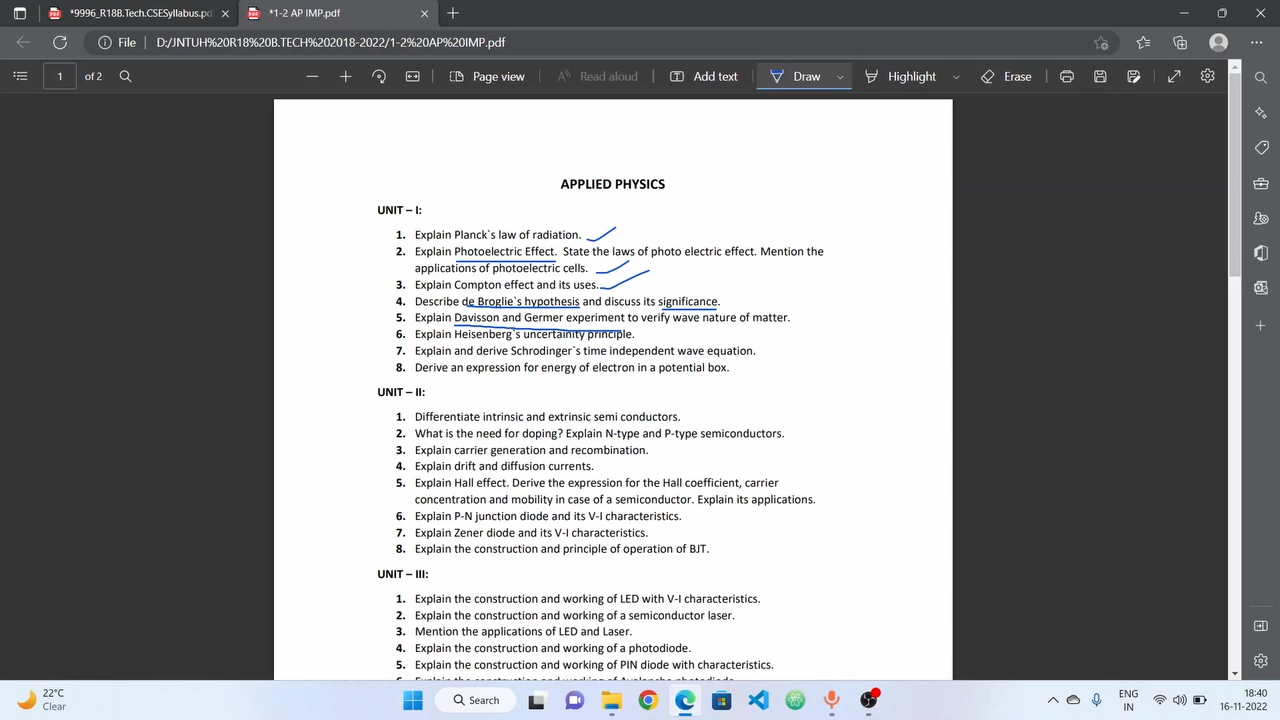 *9996_R18B.Tech.CSESyllabus.pd
*1-2 AP IMP.pdf
File
D:/JNTUH%20R18%20B.TECH%202018-2022/1-2%20AP%20IMP.pdf
1 of 2
Page view
Read aloud
Add text
Draw
Highlight
Erase
APPLIED PHYSICS
UNIT – I:
1. Explain Planck`s law of radiation.
2. Explain Photoelectric Effect. State the laws of photo electric effect. Mention the
applications of photoelectric cells.
3. Explain Compton effect and its uses.
4. Describe de Broglie`s hypothesis and discuss its significance.
5. Explain Davisson and Germer experiment to verify wave nature of matter.
6. Explain Heisenberg`s uncertainity principle.
7. Explain and derive Schrodinger`s time independent wave equation.
8. Derive an expression for energy of electron in a potential box.
UNIT – II:
1. Differentiate intrinsic and extrinsic semi conductors.
2. What is the need for doping? Explain N-type and P-type semiconductors.
3. Explain carrier generation and recombination.
4. Explain drift and diffusion currents.
5. Explain Hall effect. Derive the expression for the Hall coefficient, carrier
concentration and mobility in case of a semiconductor. Explain its applications.
6. Explain P-N junction diode and its V-I characteristics.
7. Explain Zener diode and its V-I characteristics.
8. Explain the construction and principle of operation of BJT.
UNIT – III:
1. Explain the construction and working of LED with V-I characteristics.
2. Explain the construction and working of a semiconductor laser.
3. Mention the applications of LED and Laser.
4. Explain the construction and working of a photodiode.
5. Explain the construction and working of PIN diode with characteristics.
22°C
Clear
Search
ENG
IN
18:40
16-11-2022